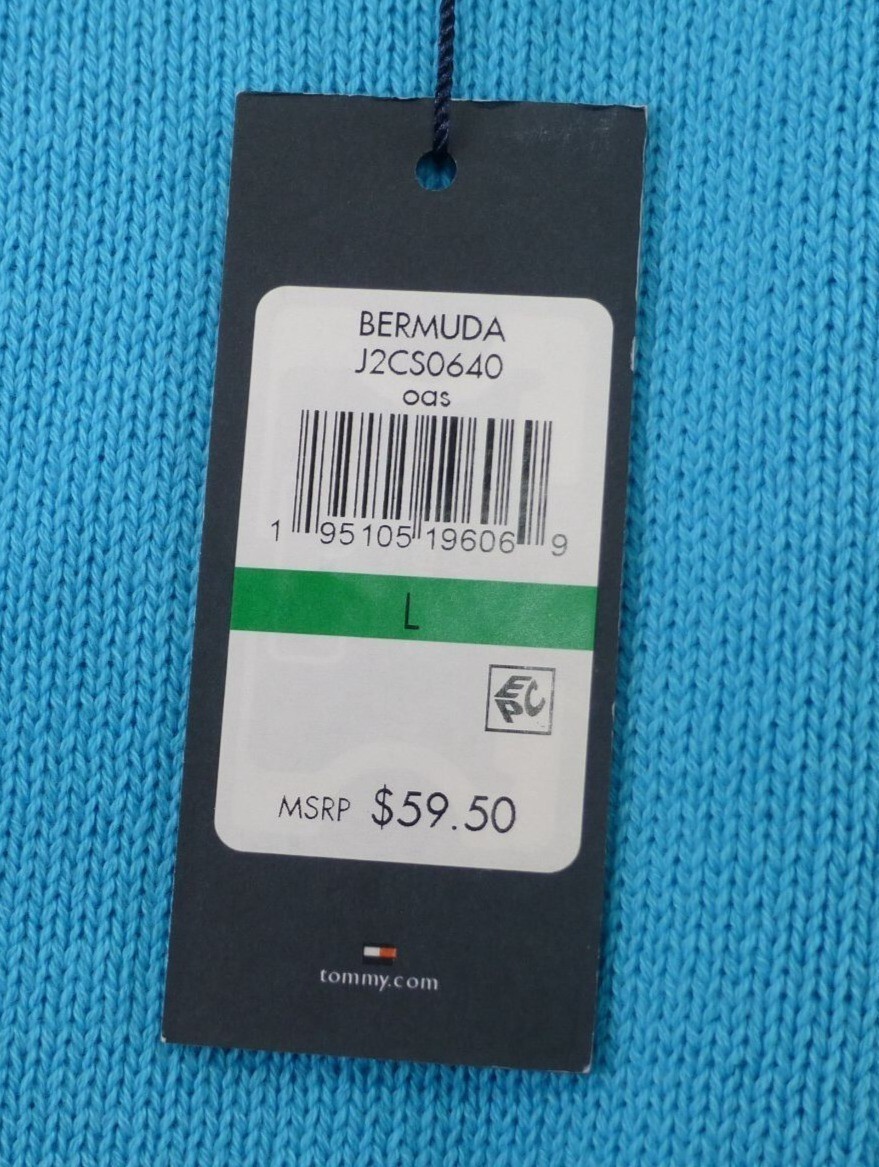 BERMUDA
J2CS0640
oas
1 95105 19606 9
L
EPC
MSRP $59.50
tommy.com